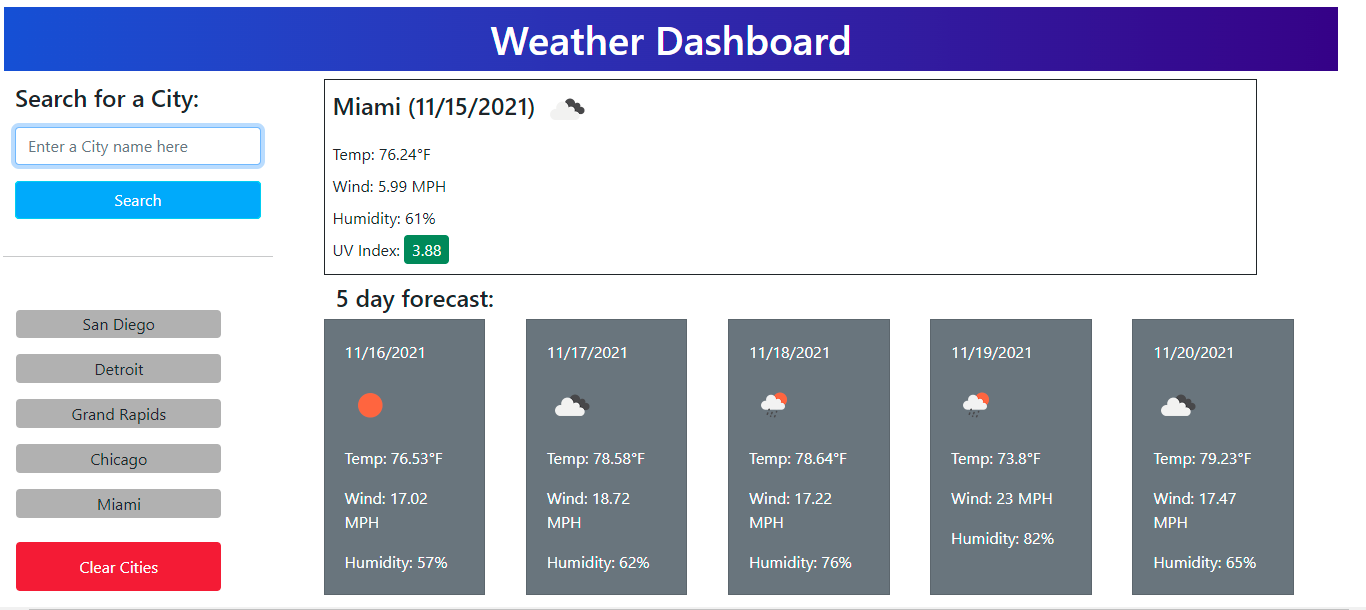 Weather Dashboard
Search for a City:
Enter a City name here
Search
San Diego
Detroit
Grand Rapids
Chicago
Miami
Clear Cities
Miami (11/15/2021)
Temp: 76.24°F
Wind: 5.99 MPH
Humidity: 61%
UV Index: 3.88
5 day forecast:
11/16/2021
Temp: 76.53°F
Wind: 17.02
MPH
Humidity: 57%
11/17/2021
Temp: 78.58°F
Wind: 18.72
MPH
Humidity: 62%
11/18/2021
Temp: 78.64°F
Wind: 17.22
MPH
Humidity: 76%
11/19/2021
Temp: 73.8°F
Wind: 23 MPH
Humidity: 82%
11/20/2021
Temp: 79.23°F
Wind: 17.47
MPH
Humidity: 65%